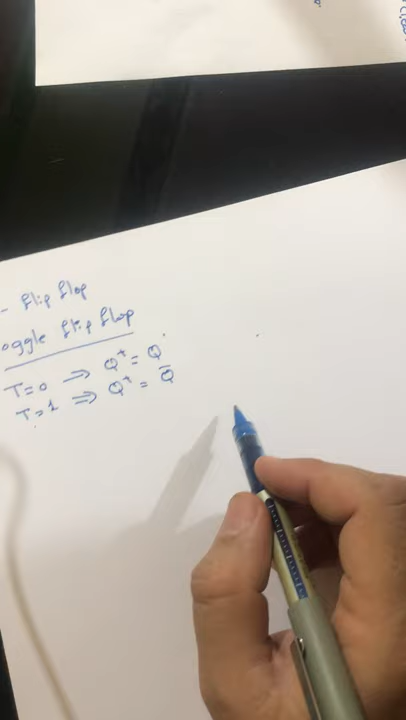 - flip flop
oggle flip flop
T=0 ⇒ Q⁺ = Q
T=1 ⇒ Q⁺ = Q̅